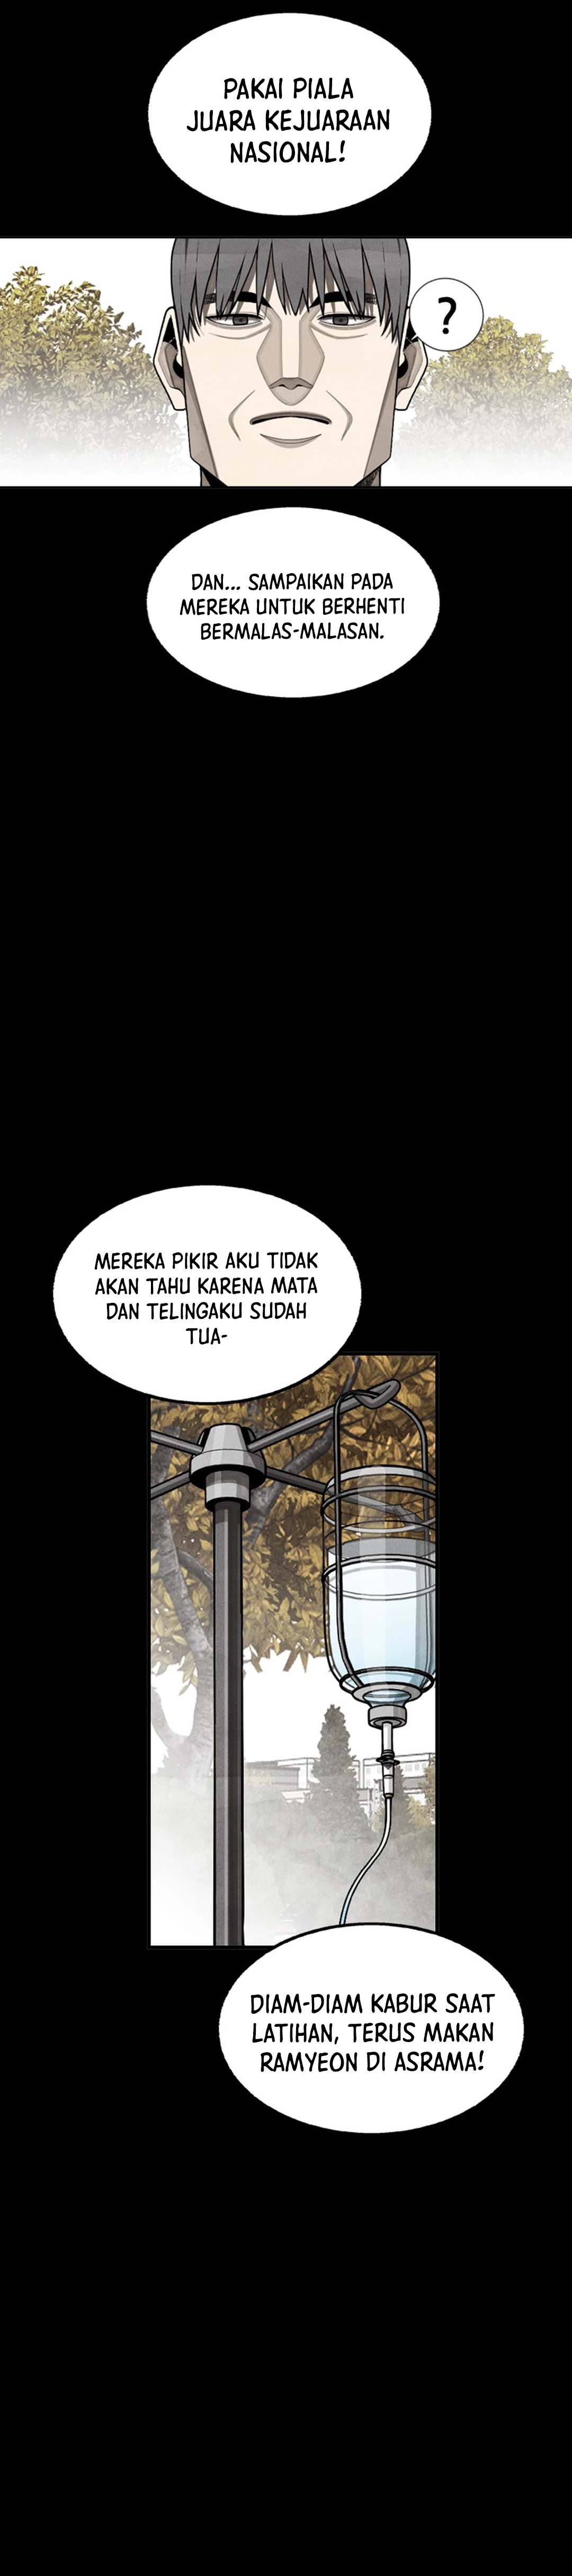 PAKAI PIALA
JUARA KEJUARAAN
NASIONAL!
?
DAN... SAMPAIKAN PADA
MEREKA UNTUK BERHENTI
BERMALAS-MALASAN.
MEREKA PIKIR AKU TIDAK
AKAN TAHU KARENA MATA
DAN TELINGAKU SUDAH
TUA-
DIAM-DIAM KABUR SAAT
LATIHAN, TERUS MAKAN
RAMYEON DI ASRAMA!